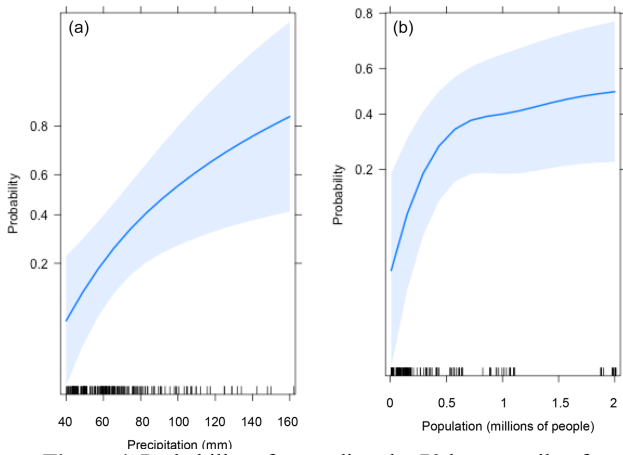 (a)
0.8
0.6
0.4
0.2
Probability
40 60 80 100 120 140 160
Precipitation (mm)
(b)
0.8
0.6
0.4
0.2
Probability
0 0.5 1 1.5 2
Population (millions of people)